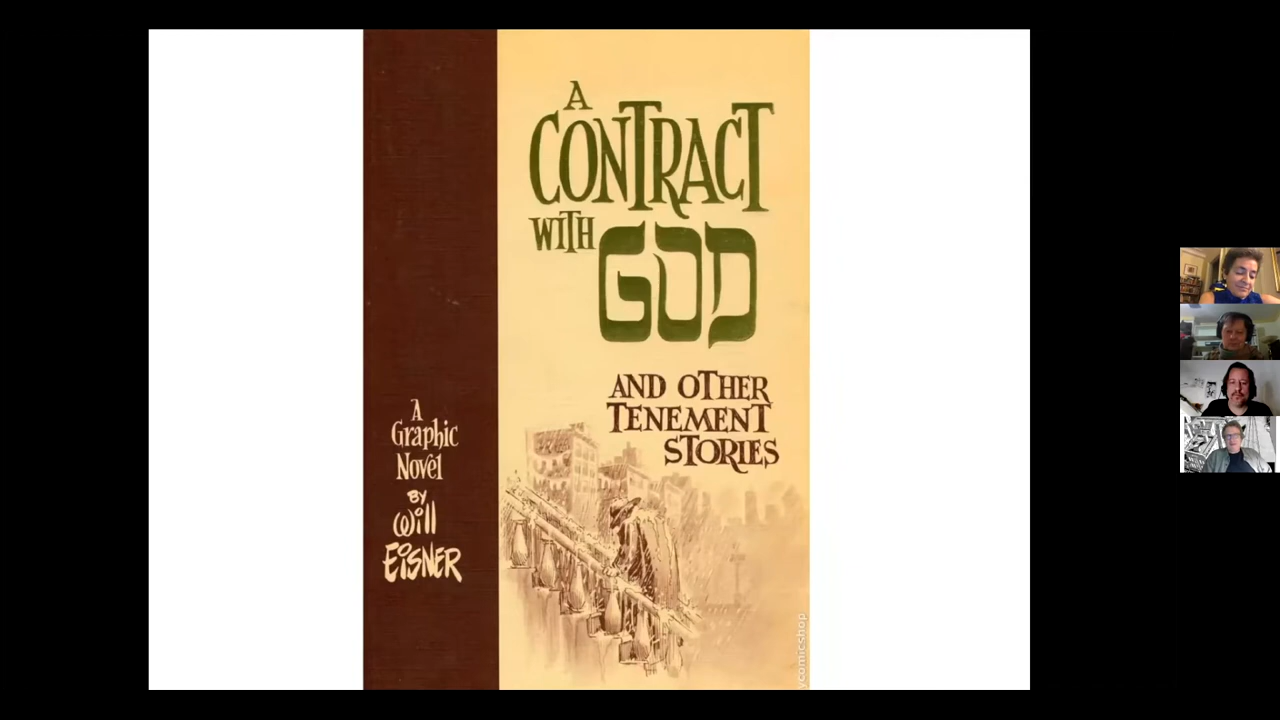 A
CONTRACT
WITH GOD
AND OTHER
TENEMENT
STORIES
A
Graphic
Novel
BY
Will
EISNER